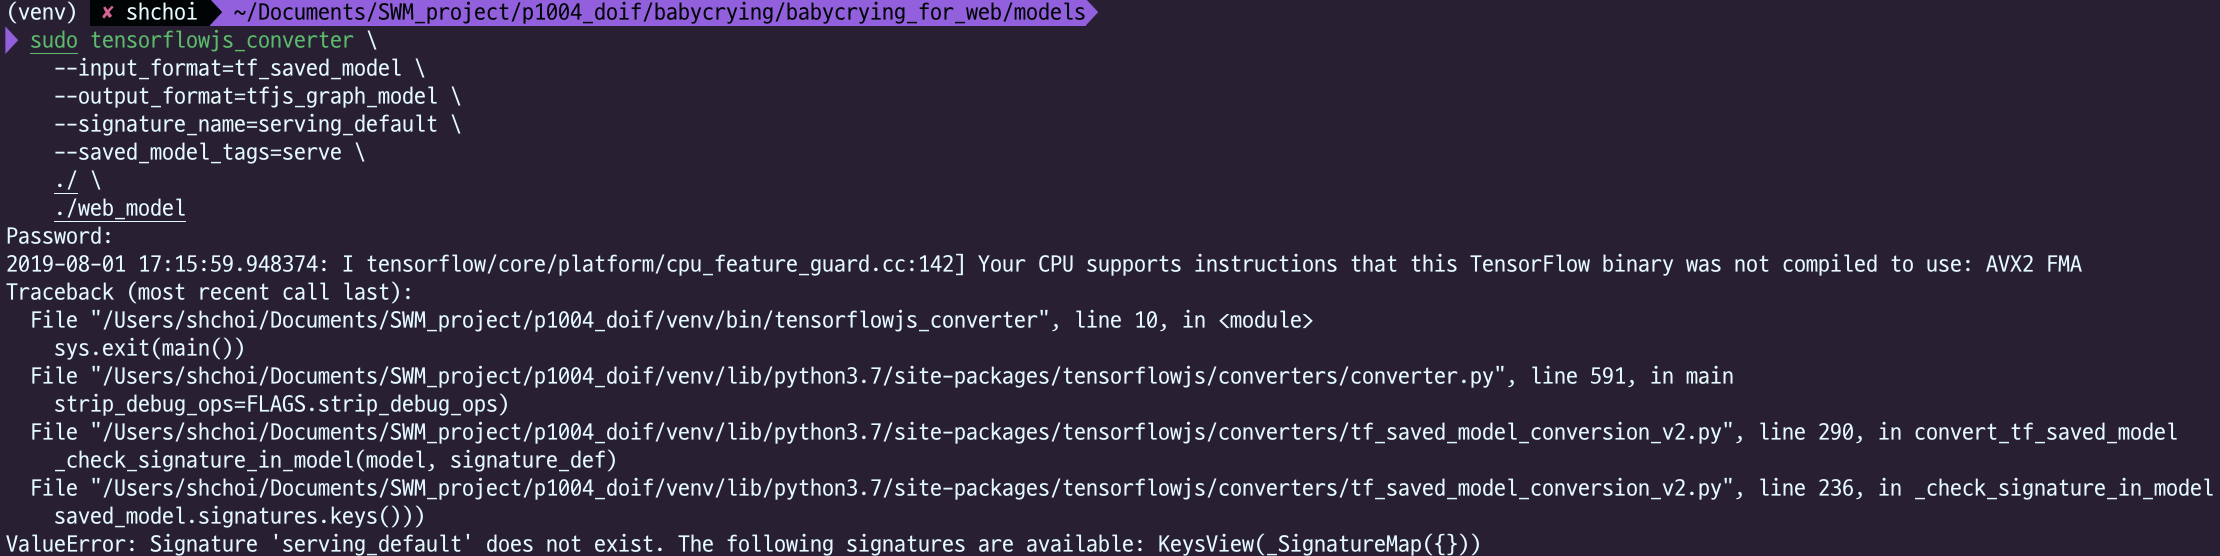 (venv) ✘ shchoi ~/Documents/SWM_project/p1004_doif/babycrying/babycrying_for_web/models
sudo tensorflowjs_converter \
--input_format=tf_saved_model \
--output_format=tfjs_graph_model \
--signature_name=serving_default \
--saved_model_tags=serve \
./ \
./web_model
Password:
2019-08-01 17:15:59.948374: I tensorflow/core/platform/cpu_feature_guard.cc:142] Your CPU supports instructions that this TensorFlow binary was not compiled to use: AVX2 FMA
Traceback (most recent call last):
File "/Users/shchoi/Documents/SWM_project/p1004_doif/venv/bin/tensorflowjs_converter", line 10, in <module>
sys.exit(main())
File "/Users/shchoi/Documents/SWM_project/p1004_doif/venv/lib/python3.7/site-packages/tensorflowjs/converters/converter.py", line 591, in main
strip_debug_ops=FLAGS.strip_debug_ops)
File "/Users/shchoi/Documents/SWM_project/p1004_doif/venv/lib/python3.7/site-packages/tensorflowjs/converters/tf_saved_model_conversion_v2.py", line 290, in convert_tf_saved_model
_check_signature_in_model(model, signature_def)
File "/Users/shchoi/Documents/SWM_project/p1004_doif/venv/lib/python3.7/site-packages/tensorflowjs/converters/tf_saved_model_conversion_v2.py", line 236, in _check_signature_in_model
saved_model.signatures.keys()))
ValueError: Signature 'serving_default' does not exist. The following signatures are available: KeysView(_SignatureMap({}))